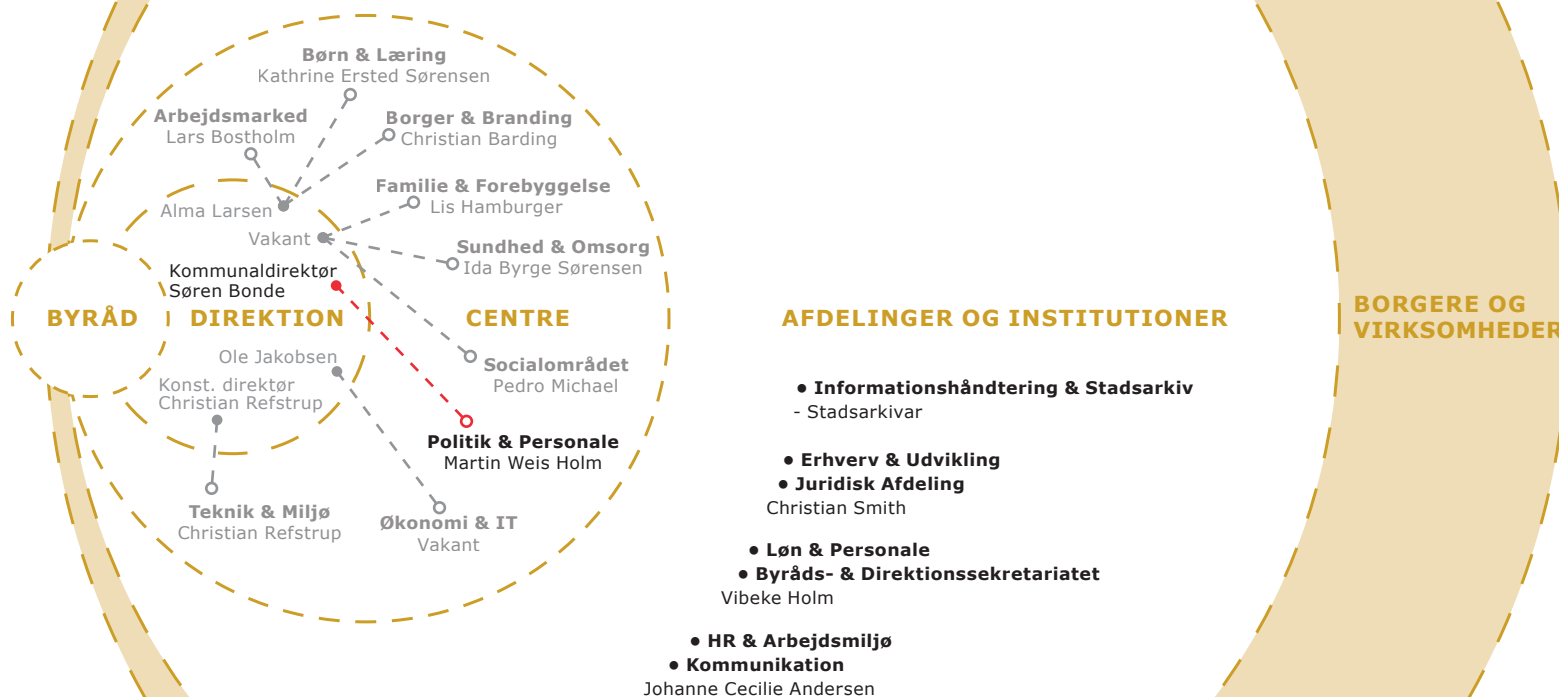 Børn & Læring
Kathrine Ersted Sørensen
Arbejdsmarked
Lars Bostholm
Borger & Branding
Christian Barding
Familie & Forebyggelse
Lis Hamburger
Alma Larsen
Vakant
Sundhed & Omsorg
Ida Byrge Sørensen
Kommunaldirektør
Søren Bonde
BYRÅD
DIREKTION
CENTRE
AFDELINGER OG INSTITUTIONER
BORGERE OG
VIRKSOMHEDER
Ole Jakobsen
Socialområdet
Pedro Michael
Konst. direktør
Christian Refstrup
Politik & Personale
Martin Weis Holm
Teknik & Miljø
Christian Refstrup
Økonomi & IT
Vakant
• Informationshåndtering & Stadsarkiv
- Stadsarkivar
• Erhverv & Udvikling
• Juridisk Afdeling
Christian Smith
• Løn & Personale
• Byråds- & Direktionssekretariatet
Vibeke Holm
• HR & Arbejdsmiljø
• Kommunikation
Johanne Cecilie Andersen